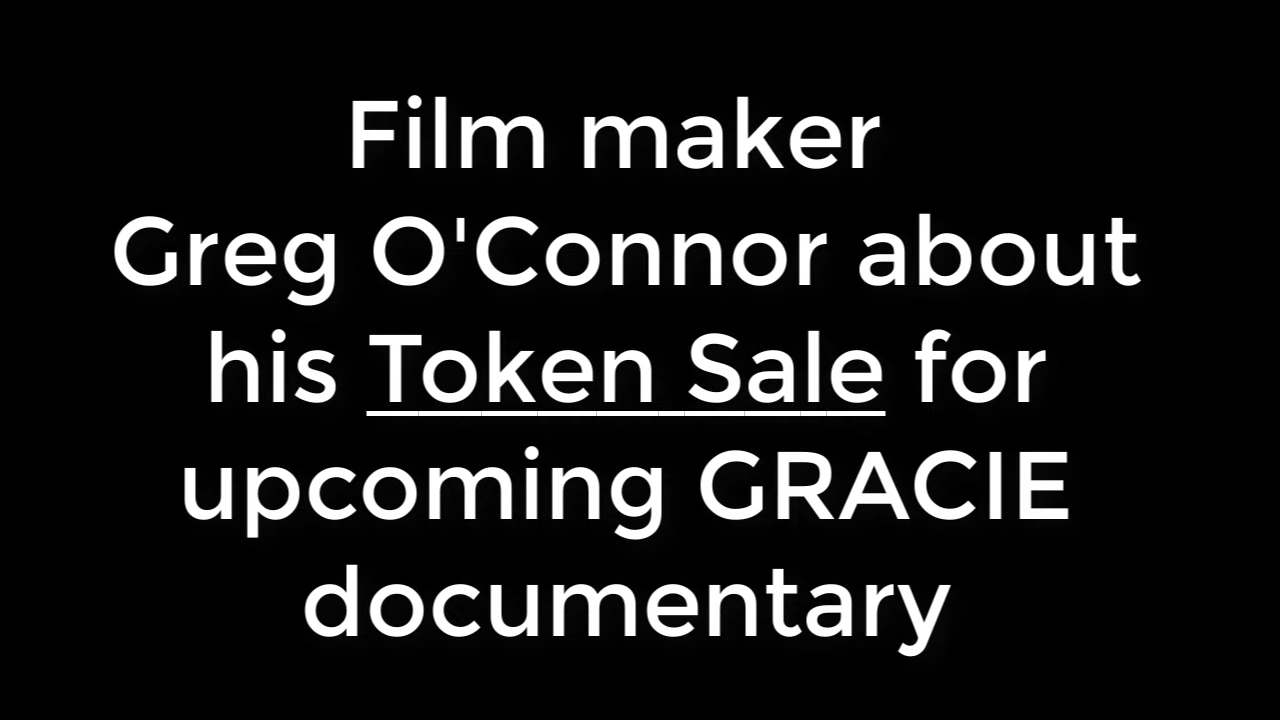 Film maker
Greg O'Connor about
his Token Sale for
upcoming GRACIE
documentary